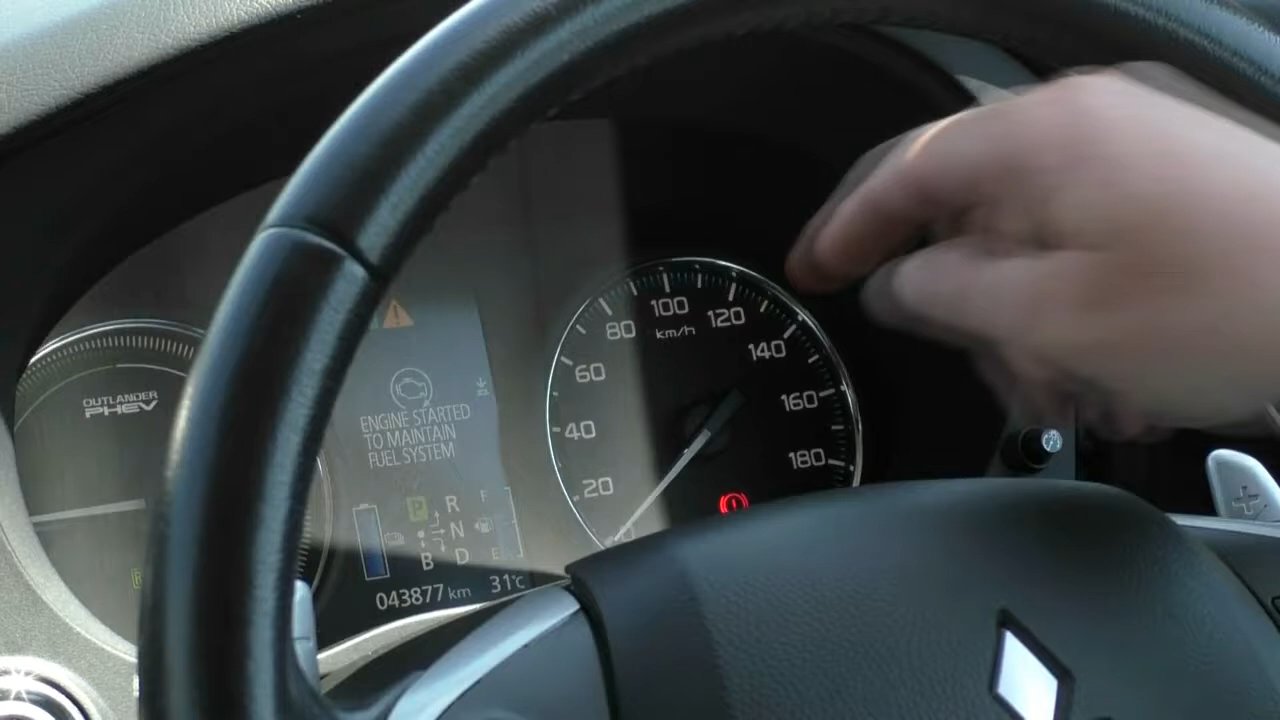 OUTLANDER
PHEV
ENGINE STARTED
TO MAINTAIN
FUEL SYSTEM
P R
N
B D
F
E
043877 km 31°C
20
40
60
80
100
120
140
160
180
km/h